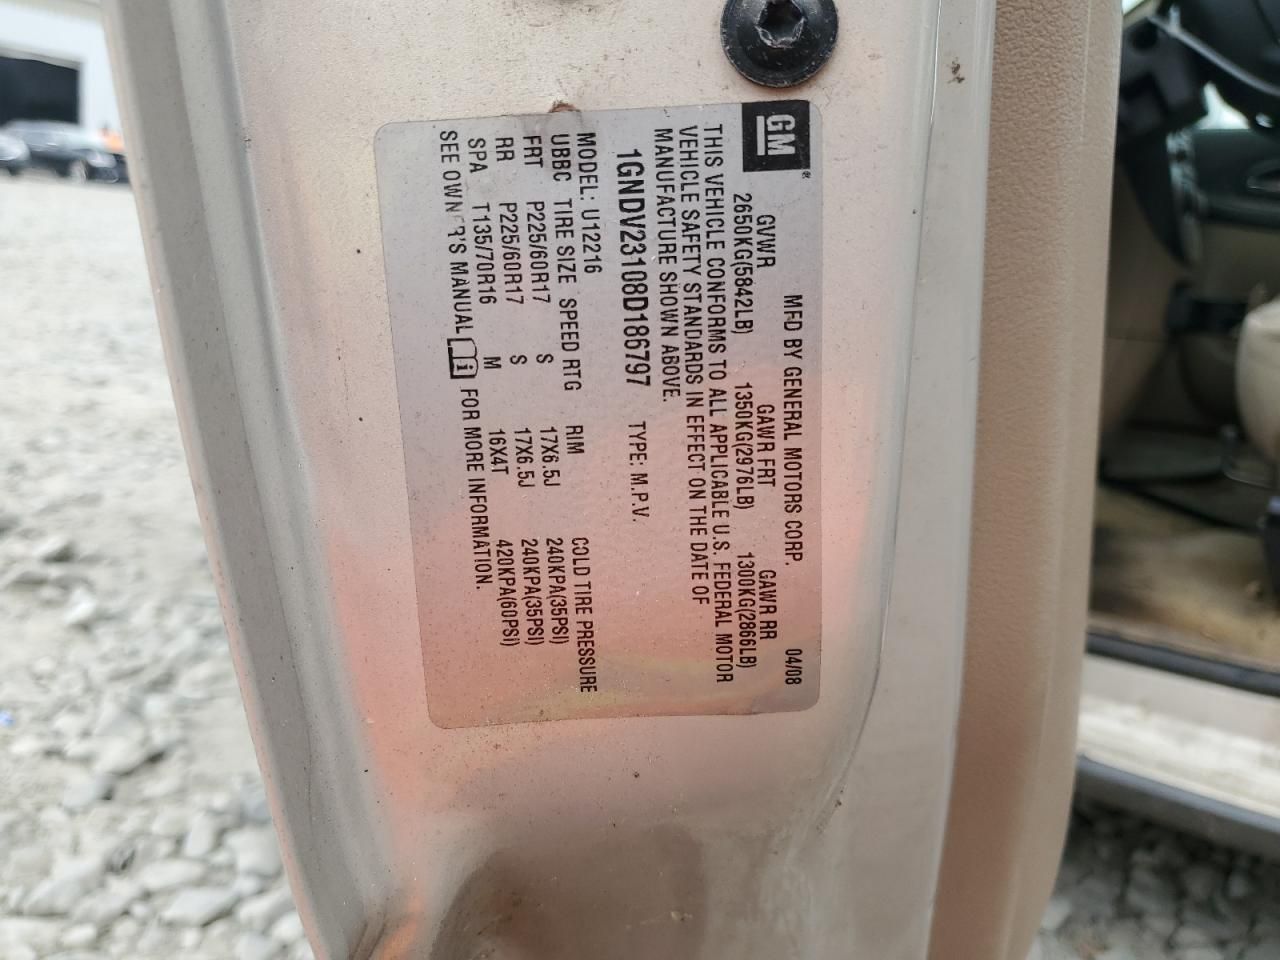 GM®
MFD BY GENERAL MOTORS CORP. 04/08
GVWR GAWR FRT GAWR RR
2650KG(5842LB) 1350KG(2976LB) 1300KG(2866LB)
THIS VEHICLE CONFORMS TO ALL APPLICABLE U.S. FEDERAL MOTOR
VEHICLE SAFETY STANDARDS IN EFFECT ON THE DATE OF
MANUFACTURE SHOWN ABOVE.
1GNDV23108D186797 TYPE: M.P.V.
MODEL: U12216
UBBC TIRE SIZE SPEED RTG RIM COLD TIRE PRESSURE
FRT P225/60R17 S 17X6.5J 240KPA(35PSI)
RR P225/60R17 S 17X6.5J 240KPA(35PSI)
SPA T135/70R16 M 16X4T 420KPA(60PSI)
SEE OWNER'S MANUAL i FOR MORE INFORMATION.